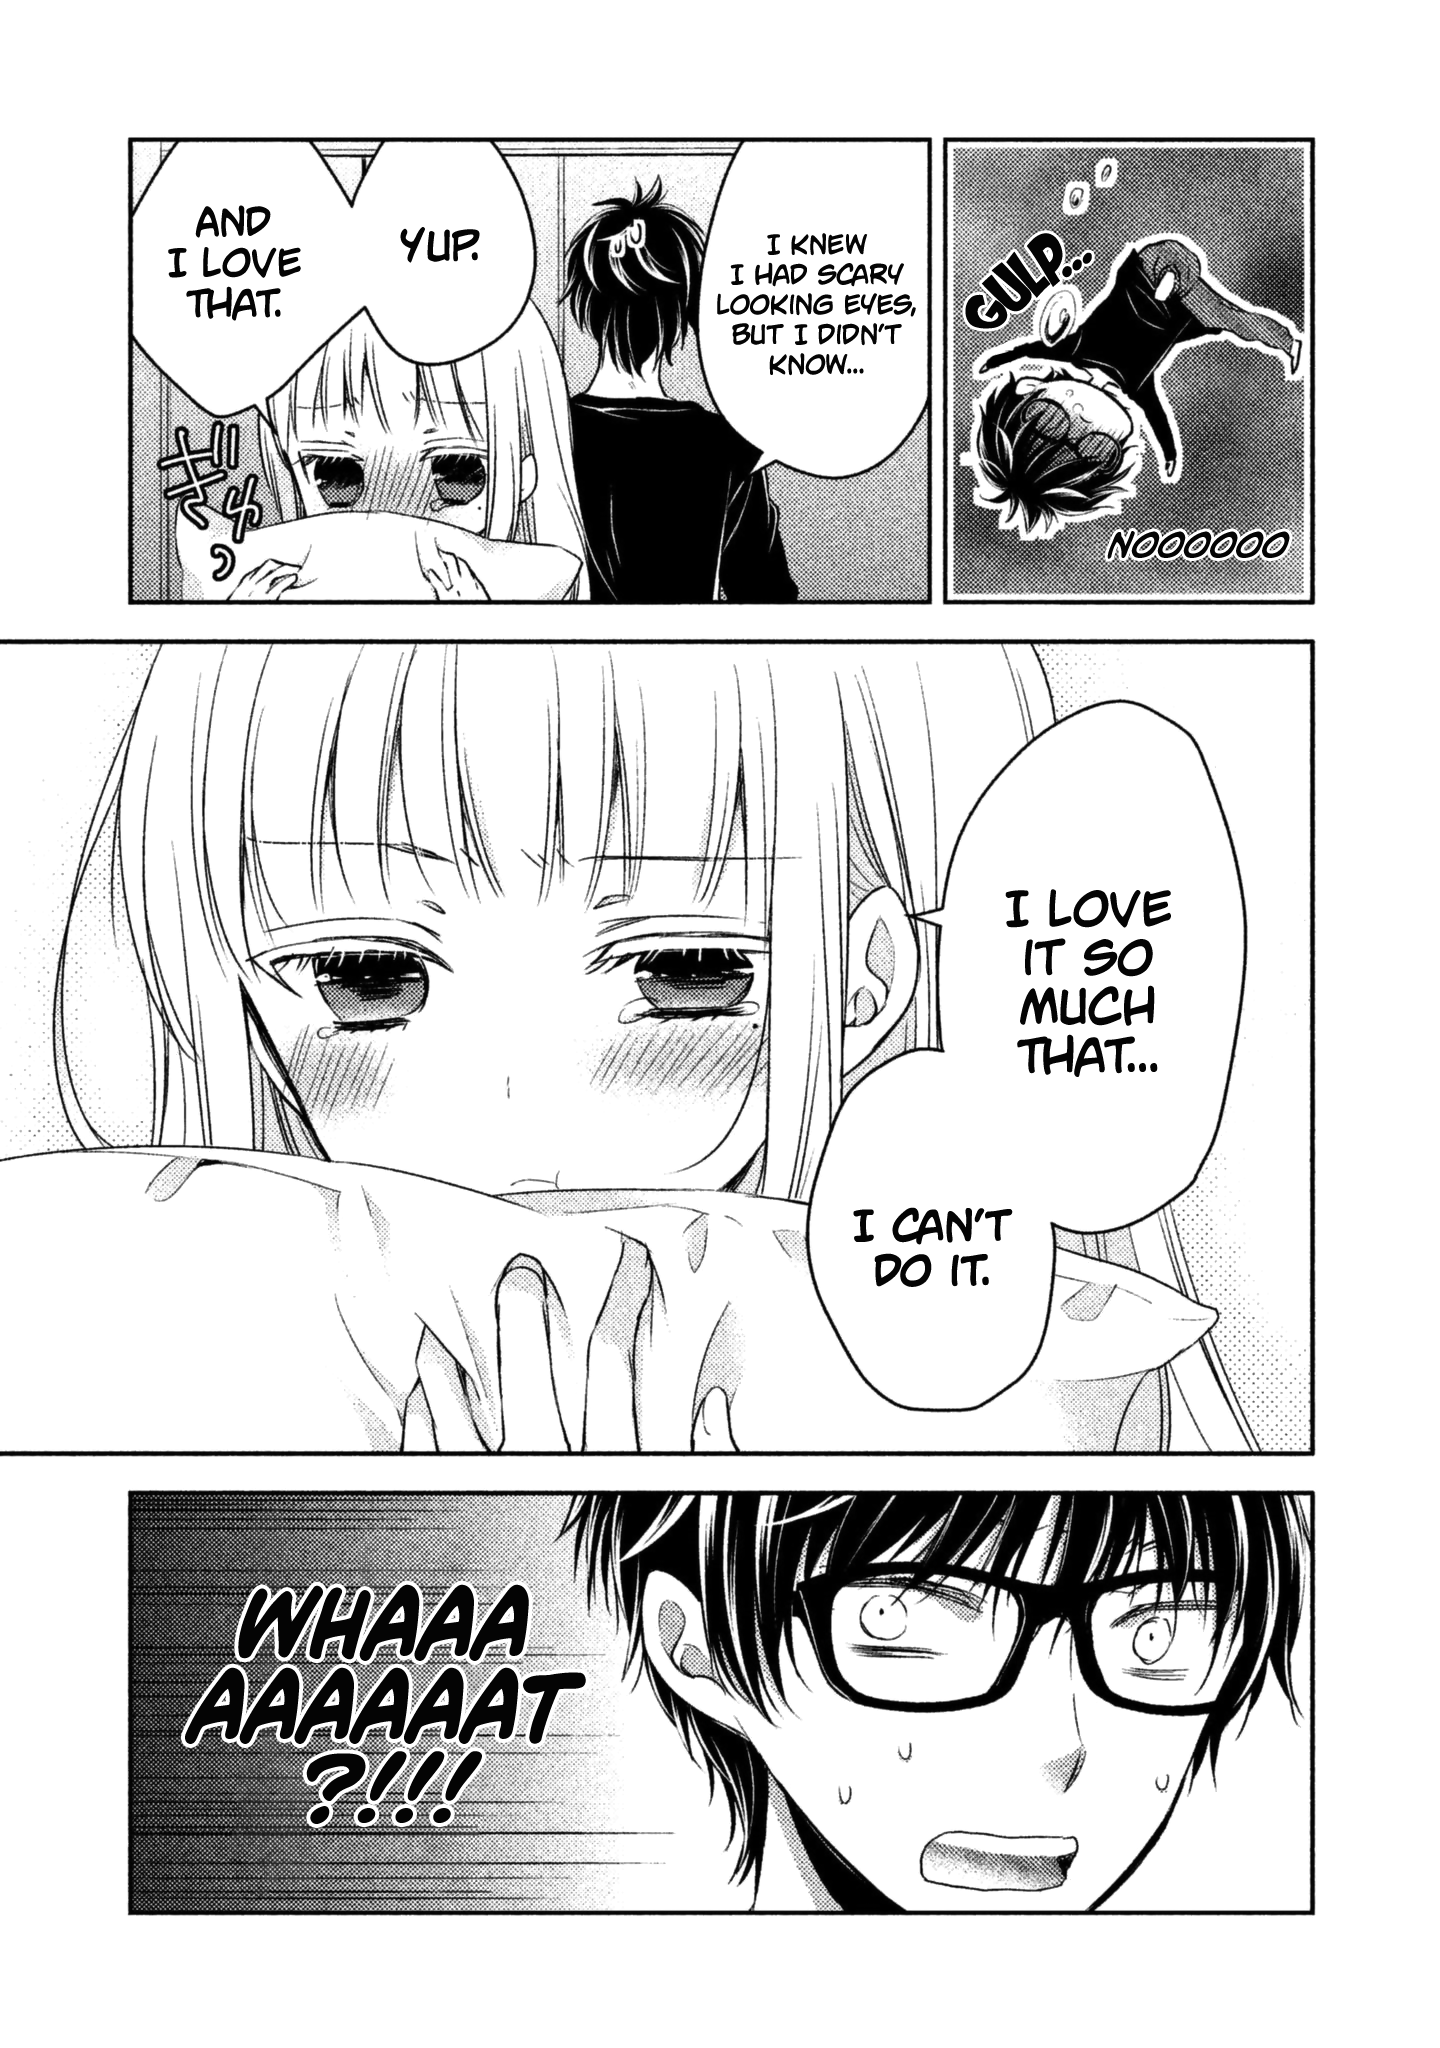 GULP...
NOOOOOO
I KNEW
I HAD SCARY
LOOKING EYES,
BUT I DIDN'T
KNOW...
YUP.
AND
I LOVE
THAT.
ぎゅっ
I LOVE
IT SO
MUCH
THAT...
I CAN'T
DO IT.
WHAAA
AAAAAAT
?!!!